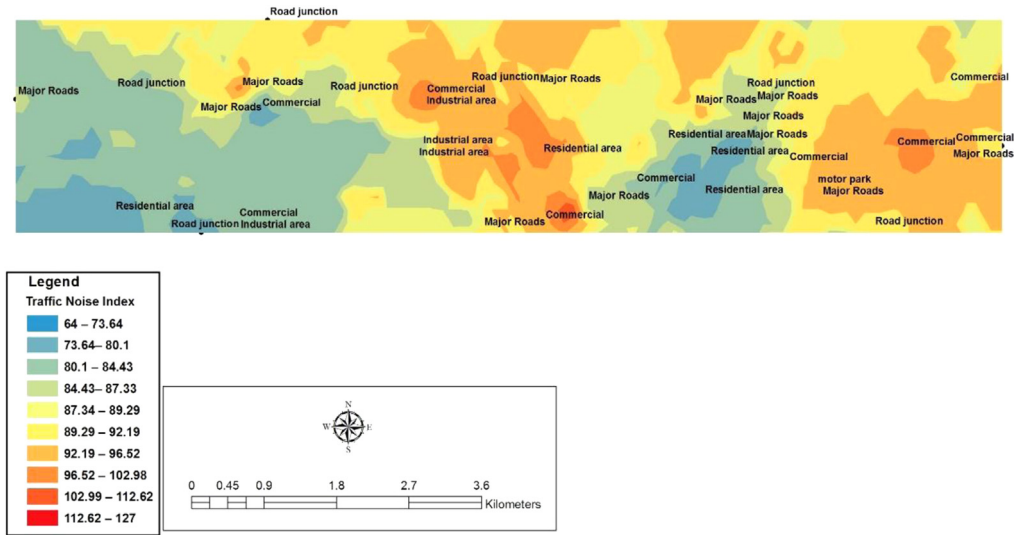 Road junction
Major Roads
Road junction
Major Roads
Major Roads
Commercial
Road junction
Road junction
Major Roads
Commercial
Industrial area
Industrial area
Industrial area
Residential area
Road junction
Major Roads
Major Roads
Major Roads
Residential area
Major Roads
Residential area
Commercial
Commercial
Commercial
Commercial
Major Roads
Commercial
Residential area
motor park
Major Roads
Major Roads
Residential area
Road junction
Commercial
Industrial area
Major Roads
Commercial
Road junction
Legend
Traffic Noise Index
64 – 73.64
73.64– 80.1
80.1 – 84.43
84.43– 87.33
87.34 – 89.29
89.29 – 92.19
92.19 – 96.52
96.52 – 102.98
102.99 – 112.62
112.62 – 127
N
W E
S
0 0.45 0.9 1.8 2.7 3.6
Kilometers